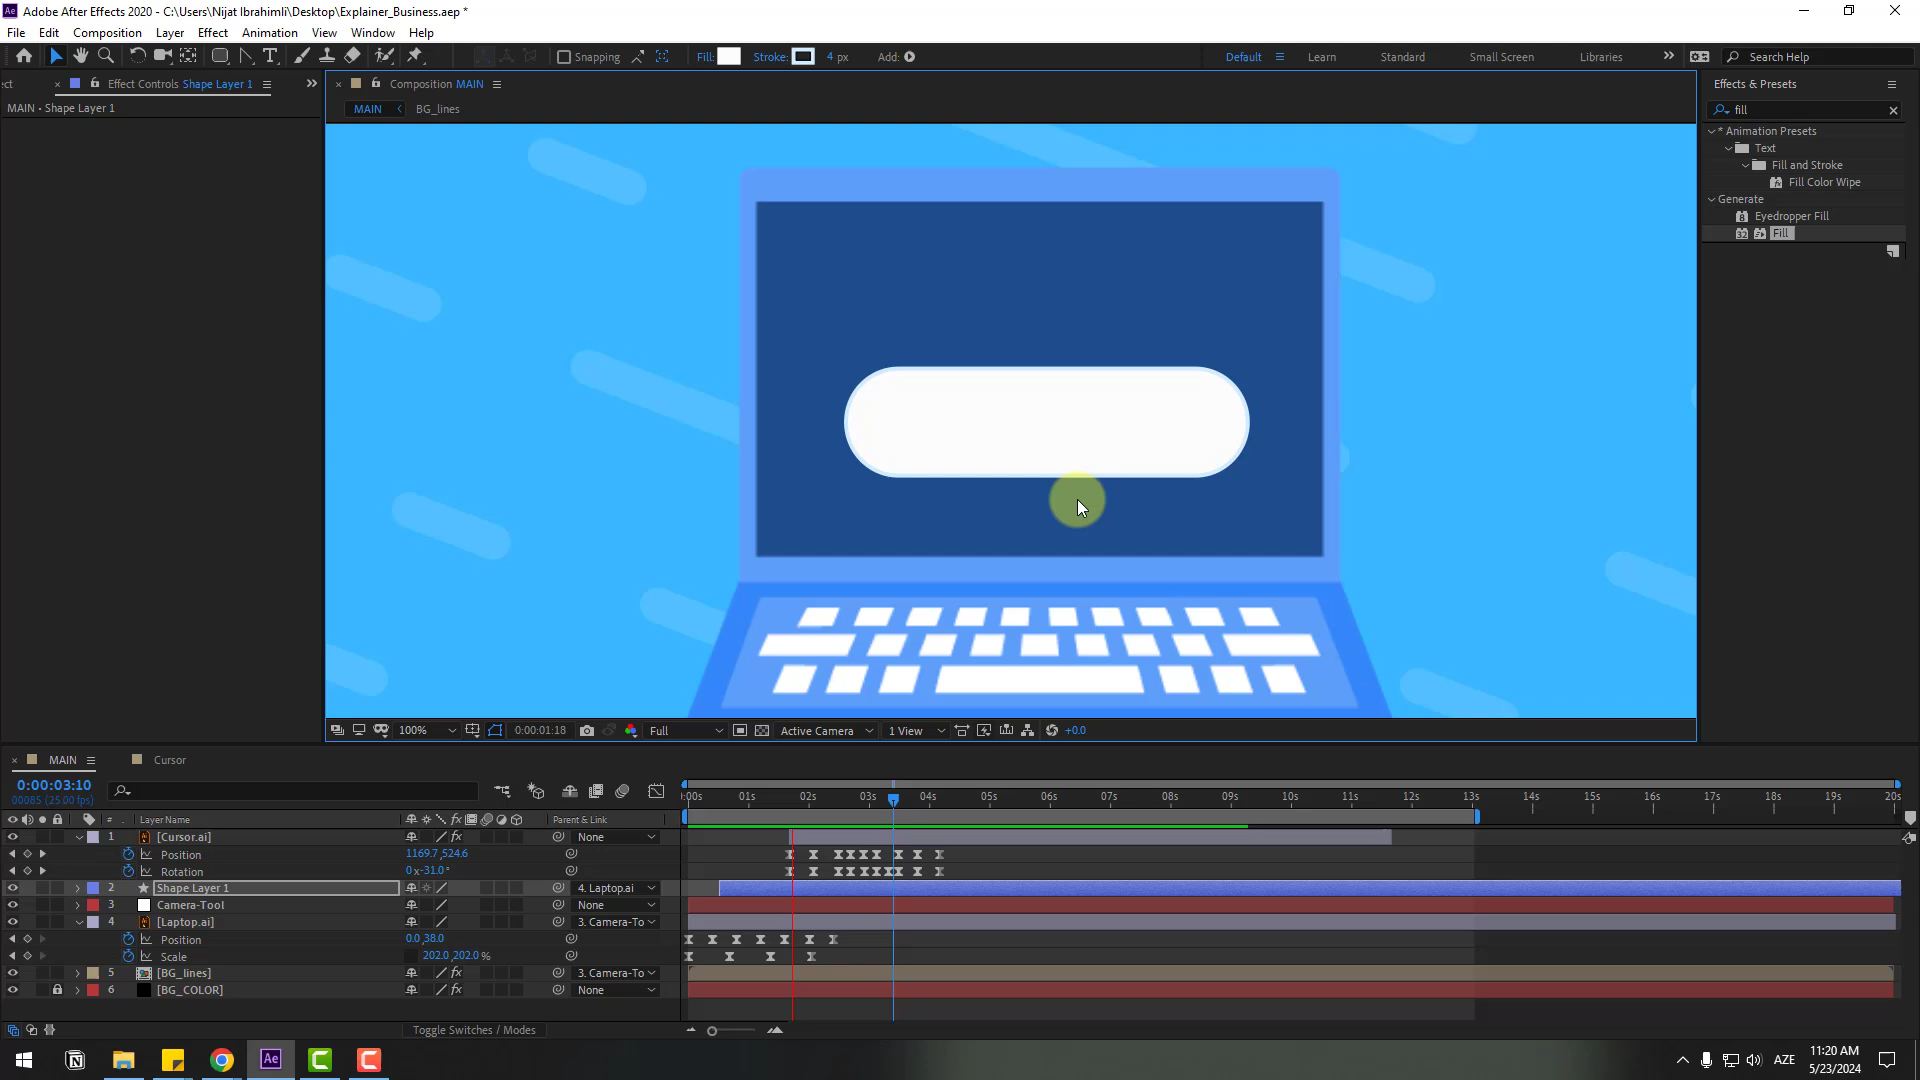 Adobe After Effects 2020 - C:\Users\Nijat Ibrahimli\Desktop\Explainer_Business.aep *
File Edit Composition Layer Effect Animation View Window Help
Snapping Fill: Stroke: 4 px Add: Default Learn Standard Small Screen Libraries Search Help
ect Effect Controls Shape Layer 1 Composition MAIN Effects & Presets
MAIN • Shape Layer 1 MAIN BG_lines fill
* Animation Presets
Text
Fill and Stroke
Fill Color Wipe
Generate
Eyedropper Fill
Fill
100% 0:00:01:18 Full Active Camera 1 View +0.0
MAIN Cursor
0:00:03:10
00085 (25.00 fps)
:00s 01s 02s 03s 04s 05s 06s 07s 08s 09s 10s 11s 12s 13s 14s 15s 16s 17s 18s 19s 20s
# Layer Name Parent & Link
1 [Cursor.ai] None
Position 1169.7,524.6
Rotation 0x-31.0°
2 Shape Layer 1 4. Laptop.ai
3 Camera-Tool None
4 [Laptop.ai] 3. Camera-To
Position 0.0,38.0
Scale 202.0,202.0%
5 [BG_lines] 3. Camera-To
6 [BG_COLOR] None
Toggle Switches / Modes
AZE 11:20 AM
5/23/2024